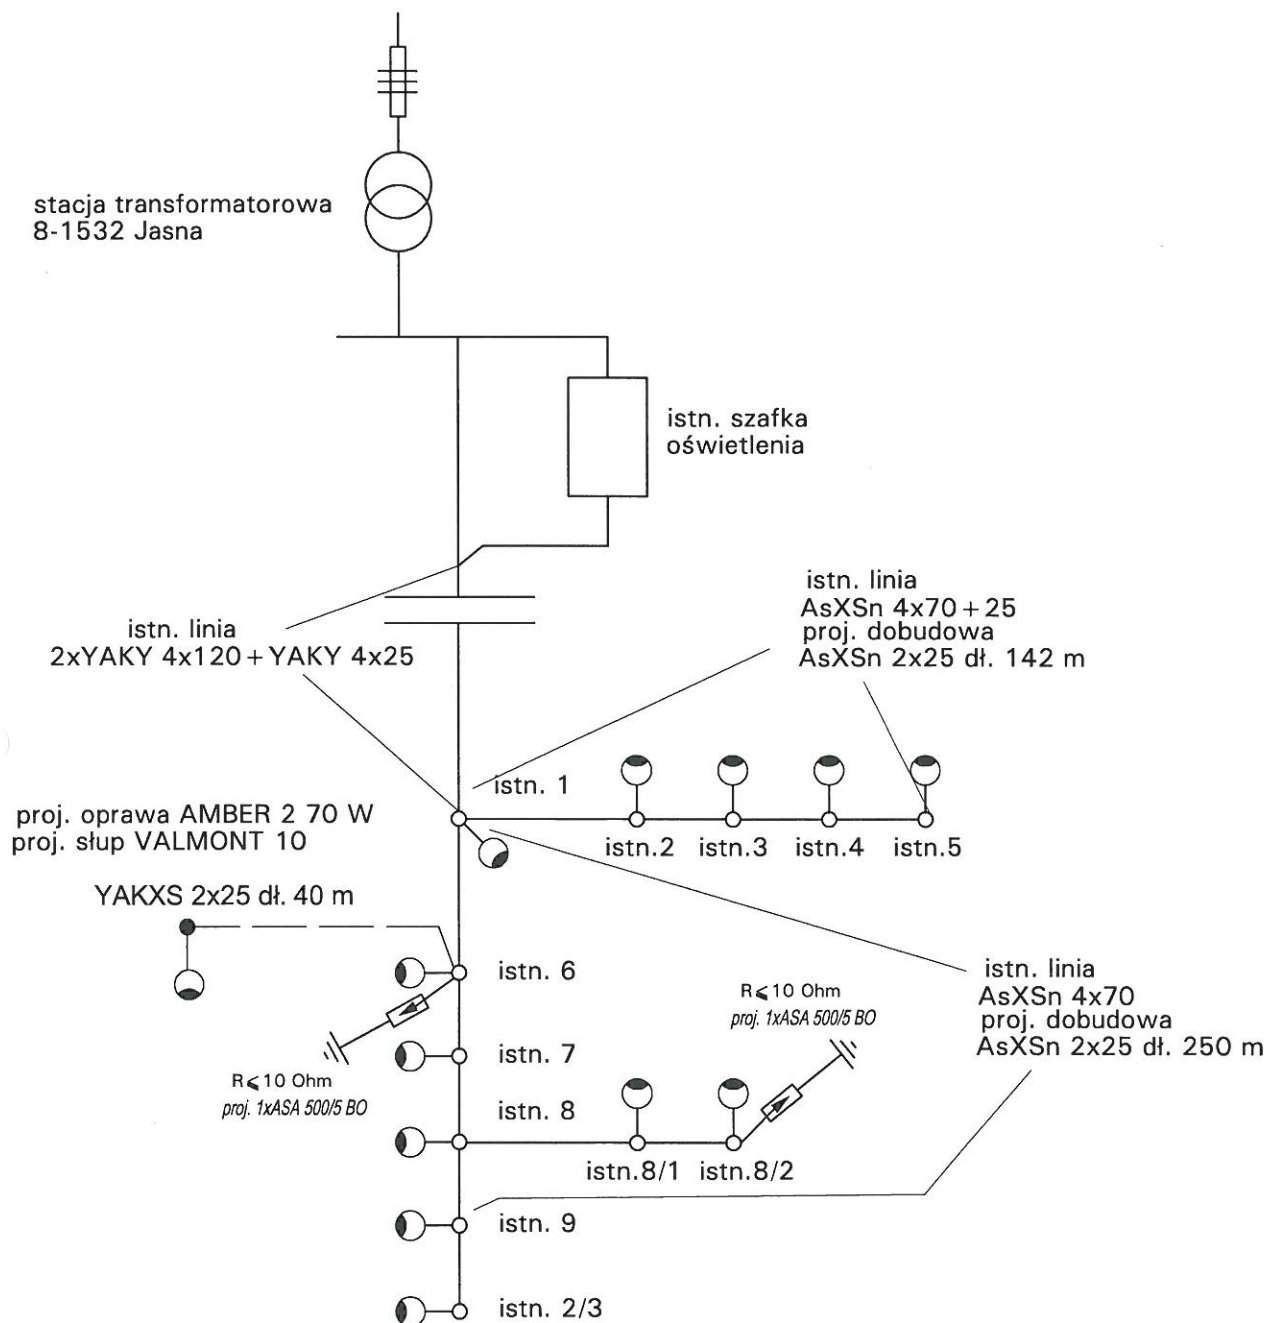 stacja transformatorowa
8-1532 Jasna
istn. szafka
oświetlenia
istn. linia
2xYAKY 4x120+YAKY 4x25
istn. linia
AsXSn 4x70+25
proj. dobudowa
AsXSn 2x25 dł. 142 m
istn. 1
proj. oprawa AMBER 2 70 W
proj. słup VALMONT 10
istn.2
istn.3
istn.4
istn.5
YAKXS 2x25 dł. 40 m
istn. 6
R⩽10 Ohm
proj. 1xASA 500/5 BO
istn. linia
AsXSn 4x70
proj. dobudowa
AsXSn 2x25 dł. 250 m
istn. 7
R⩽10 Ohm
proj. 1xASA 500/5 BO
istn. 8
istn.8/1
istn.8/2
istn. 9
istn. 2/3